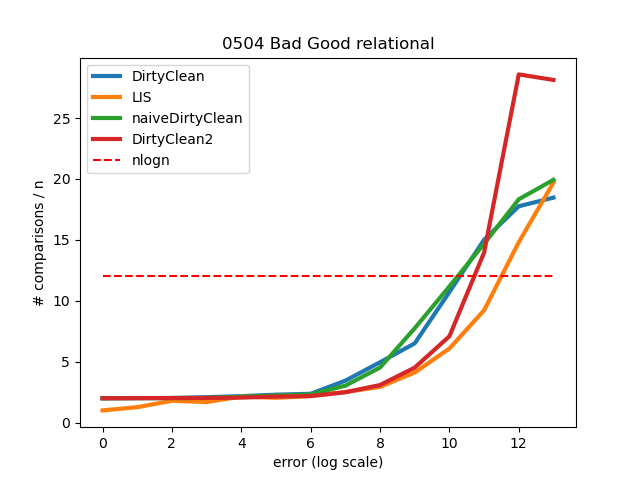 0504 Bad Good relational
DirtyClean
LIS
naiveDirtyClean
DirtyClean2
nlogn
# comparisons / n
25
20
15
10
5
0
0 2 4 6 8 10 12
error (log scale)